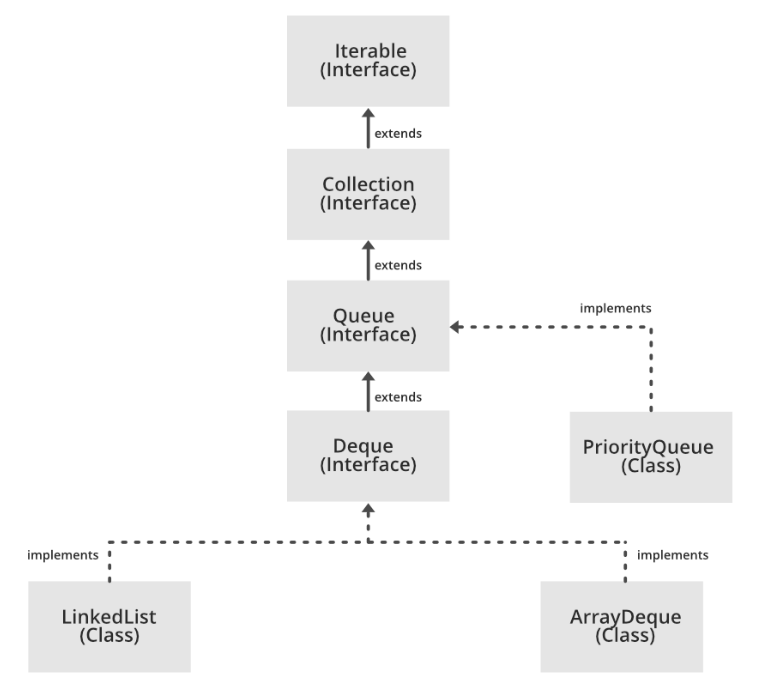 Iterable
(Interface)
extends
Collection
(Interface)
extends
Queue
(Interface)
implements
extends
Deque
(Interface)
PriorityQueue
(Class)
implements
implements
LinkedList
(Class)
ArrayDeque
(Class)